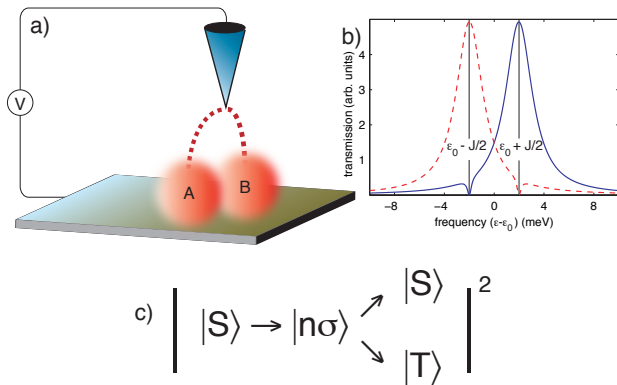 a)
V
A
B
b)
transmission (arb. units)
5
4
3
2
1
ε₀ - J/2
ε₀ + J/2
−8
−4
0
4
8
frequency (ε-ε₀) (meV)
c)
| |S⟩ → |nσ⟩ ↗ |S⟩ ↘ |T⟩ |²